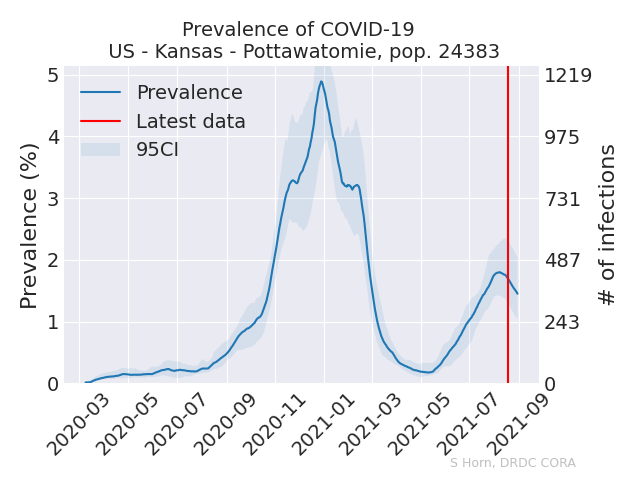 Prevalence of COVID-19
US - Kansas - Pottawatomie, pop. 24383
Prevalence
Latest data
95CI
Prevalence (%)
5
4
3
2
1
0
1219
975
731
487
243
0
# of infections
2020-03
2020-05
2020-07
2020-09
2020-11
2021-01
2021-03
2021-05
2021-07
2021-09
S Horn, DRDC CORA